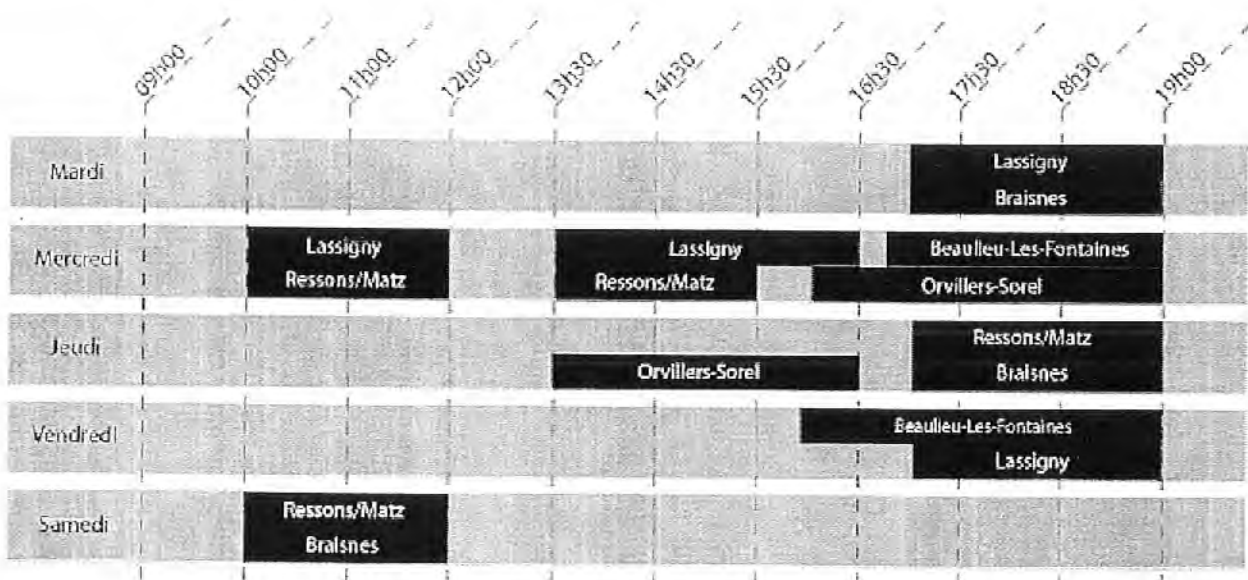 09h00 10h00 11h00 12h00 13h30 14h30 15h30 16h30 17h30 18h30 19h00
Mardi
Lassigny
Braisnes
Mercredi
Lassigny
Ressons/Matz
Lassigny
Ressons/Matz
Beaulieu-Les-Fontaines
Orvillers-Sorel
Jeudi
Orvillers-Sorel
Ressons/Matz
Braisnes
Vendredi
Beaulieu-Les-Fontaines
Lassigny
Samedi
Ressons/Matz
Braisnes